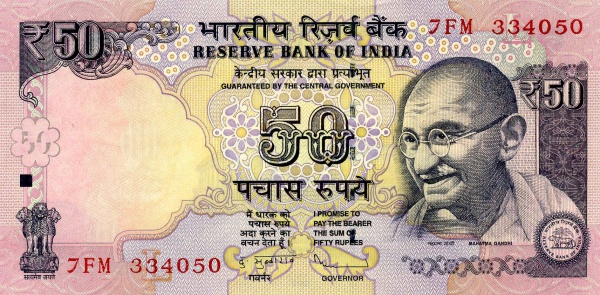 ₹50
भारतीय रिज़र्व बैंक
RESERVE BANK OF INDIA
7FM 334050
केन्द्रीय सरकार द्वारा प्रत्याभूत
GUARANTEED BY THE CENTRAL GOVERNMENT
₹50
50
पचास रुपये
मैं धारक को
पचास रुपये
अदा करने का
वचन देता हूँ।
I PROMISE TO
PAY THE BEARER
THE SUM OF
FIFTY RUPEES
महात्मा गांधी
MAHATMA GANDHI
सत्यमेव जयते
7FM 334050
गवर्नर
GOVERNOR